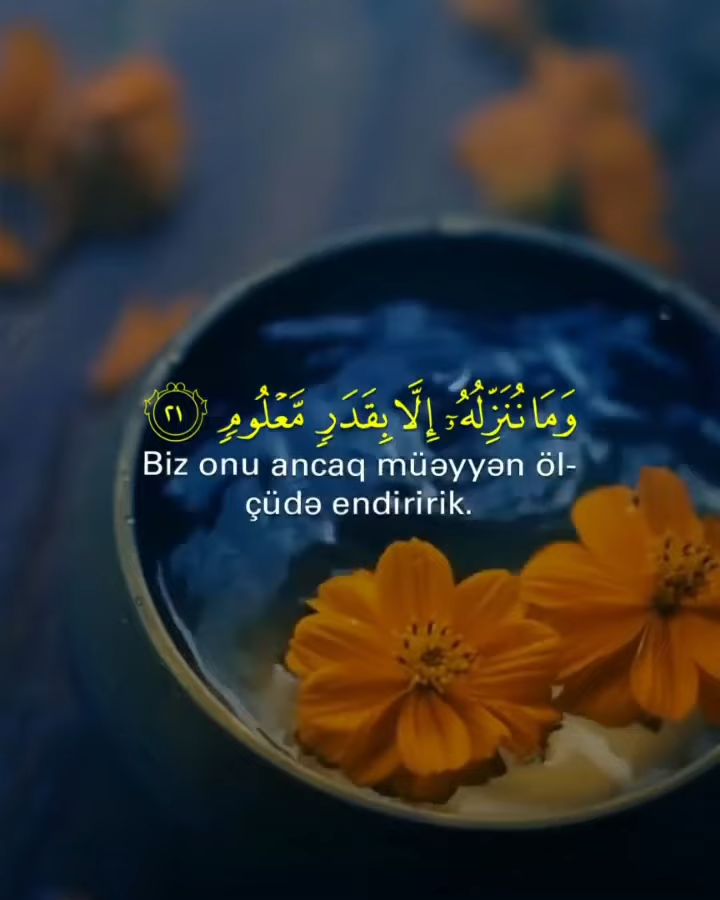 وَمَا نُنَزِّلُهُۥٓ إِلَّا بِقَدَرٍ مَّعْلُومٍ ٢١
Biz onu ancaq müəyyən öl-
çüdə endiririk.